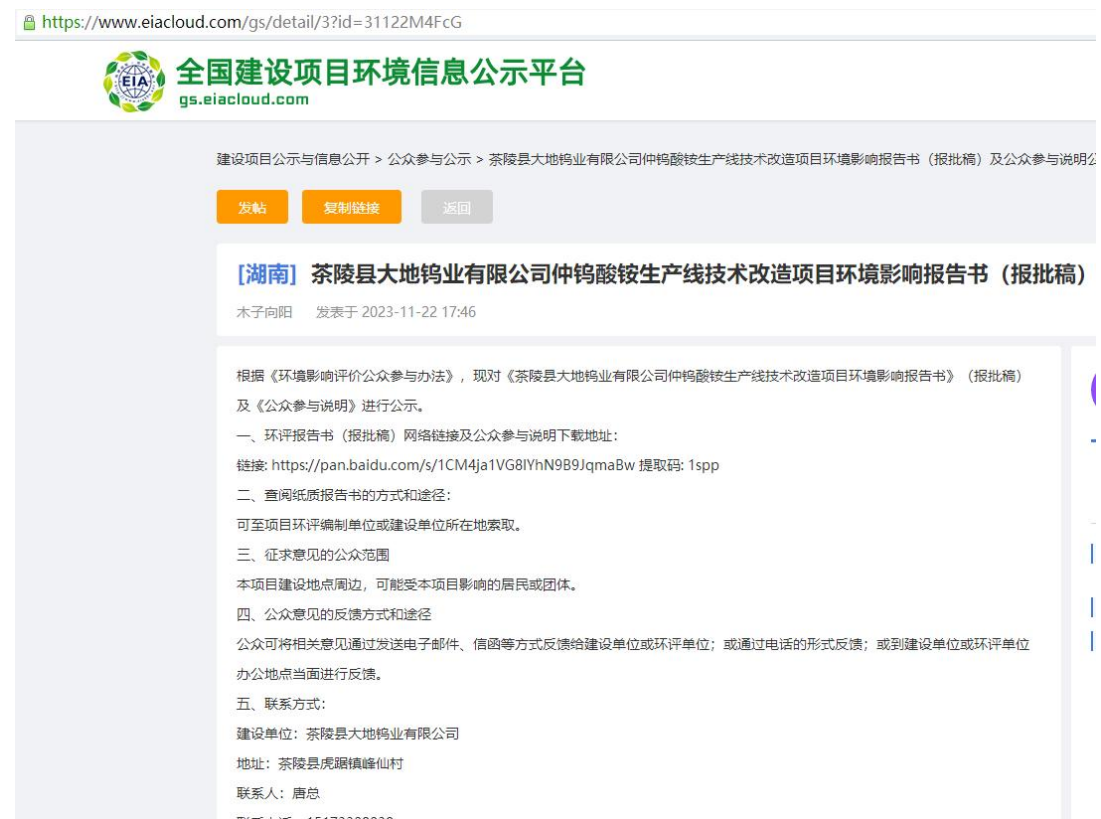 https://www.eiacloud.com/gs/detail/3?id=31122M4FcG
EIA
全国建设项目环境信息公示平台
gs.eiacloud.com
建设项目公示与信息公开 > 公众参与公示 > 茶陵县大地钨业有限公司仲钨酸铵生产线技术改造项目环境影响报告书（报批稿）及公众参与说明公
发帖 复制链接 返回
[湖南] 茶陵县大地钨业有限公司仲钨酸铵生产线技术改造项目环境影响报告书（报批稿）
木子向阳 发表于 2023-11-22 17:46
根据《环境影响评价公众参与办法》，现对《茶陵县大地钨业有限公司仲钨酸铵生产线技术改造项目环境影响报告书》（报批稿）
及《公众参与说明》进行公示。
一、环评报告书（报批稿）网络链接及公众参与说明下载地址：
链接: https://pan.baidu.com/s/1CM4ja1VG8lYhN9B9JqmaBw 提取码: 1spp
二、查阅纸质报告书的方式和途径：
可至项目环评编制单位或建设单位所在地索取。
三、征求意见的公众范围
本项目建设地点周边，可能受本项目影响的居民或团体。
四、公众意见的反馈方式和途径
公众可将相关意见通过发送电子邮件、信函等方式反馈给建设单位或环评单位；或通过电话的形式反馈；或到建设单位或环评单位
办公地点当面进行反馈。
五、联系方式：
建设单位：茶陵县大地钨业有限公司
地址：茶陵县虎踞镇峰仙村
联系人：唐总